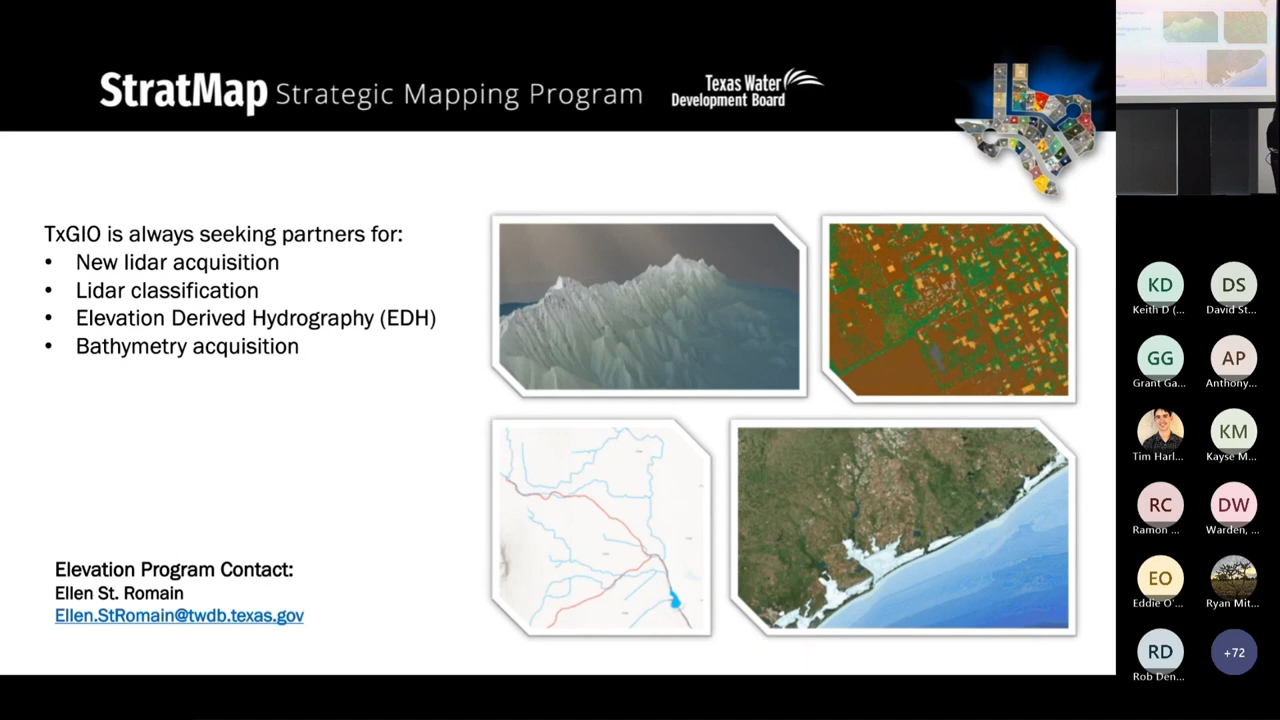 StratMap Strategic Mapping Program
Texas Water
Development Board
TxGIO is always seeking partners for:
• New lidar acquisition
• Lidar classification
• Elevation Derived Hydrography (EDH)
• Bathymetry acquisition
Elevation Program Contact:
Ellen St. Romain
Ellen.StRomain@twdb.texas.gov
KD
DS
Keith D (...
David St...
GG
AP
Grant Ga...
Anthony...
KM
Tim Harl...
Kayse M...
RC
DW
Ramon ...
Warden, ...
EO
Eddie O'...
Ryan Mit...
RD
+72
Rob Den...